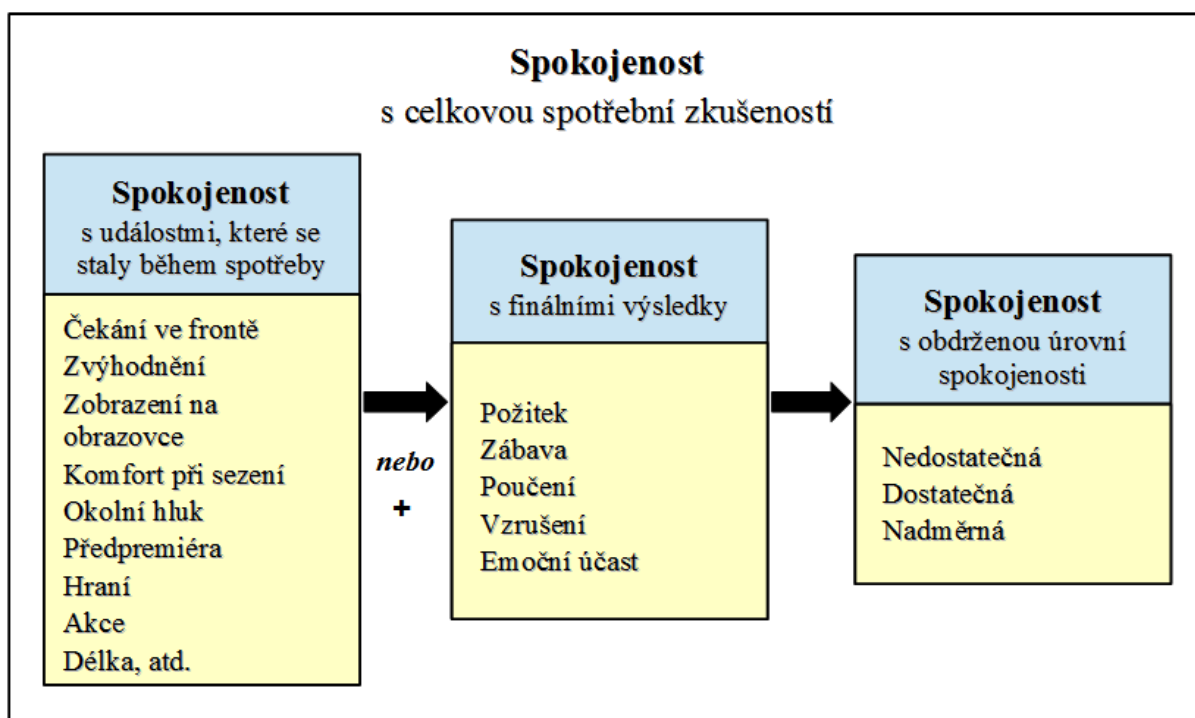 Spokojenost
s celkovou spotřební zkušeností
Spokojenost
s událostmi, které se
staly během spotřeby
Čekání ve frontě
Zvýhodnění
Zobrazení na
obrazovce
Komfort při sezení
Okolní hluk
Předpremiéra
Hraní
Akce
Délka, atd.
nebo
+
Spokojenost
s finálními výsledky
Požitek
Zábava
Poučení
Vzrušení
Emoční účast
Spokojenost
s obdrženou úrovní
spokojenosti
Nedostatečná
Dostatečná
Nadměrná